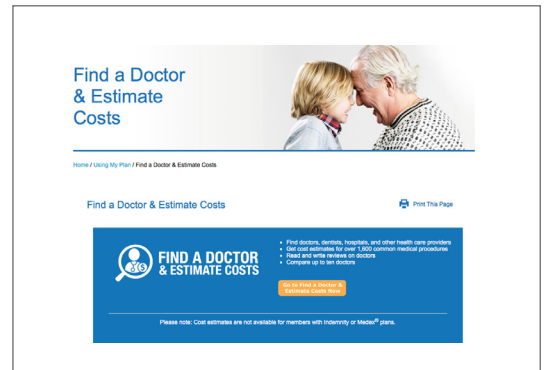 Find a Doctor
& Estimate
Costs
Home / Using My Plan / Find a Doctor & Estimate Costs
Find a Doctor & Estimate Costs
Print This Page
FIND A DOCTOR
& ESTIMATE COSTS
• Find doctors, dentists, hospitals, and other health care providers
• Get cost estimates for over 1,600 common medical procedures
• Read and write reviews on doctors
• Compare up to ten doctors
Go to Find a Doctor &
Estimate Costs Now
Please note: Cost estimates are not available for members with Indemnity or Medex® plans.